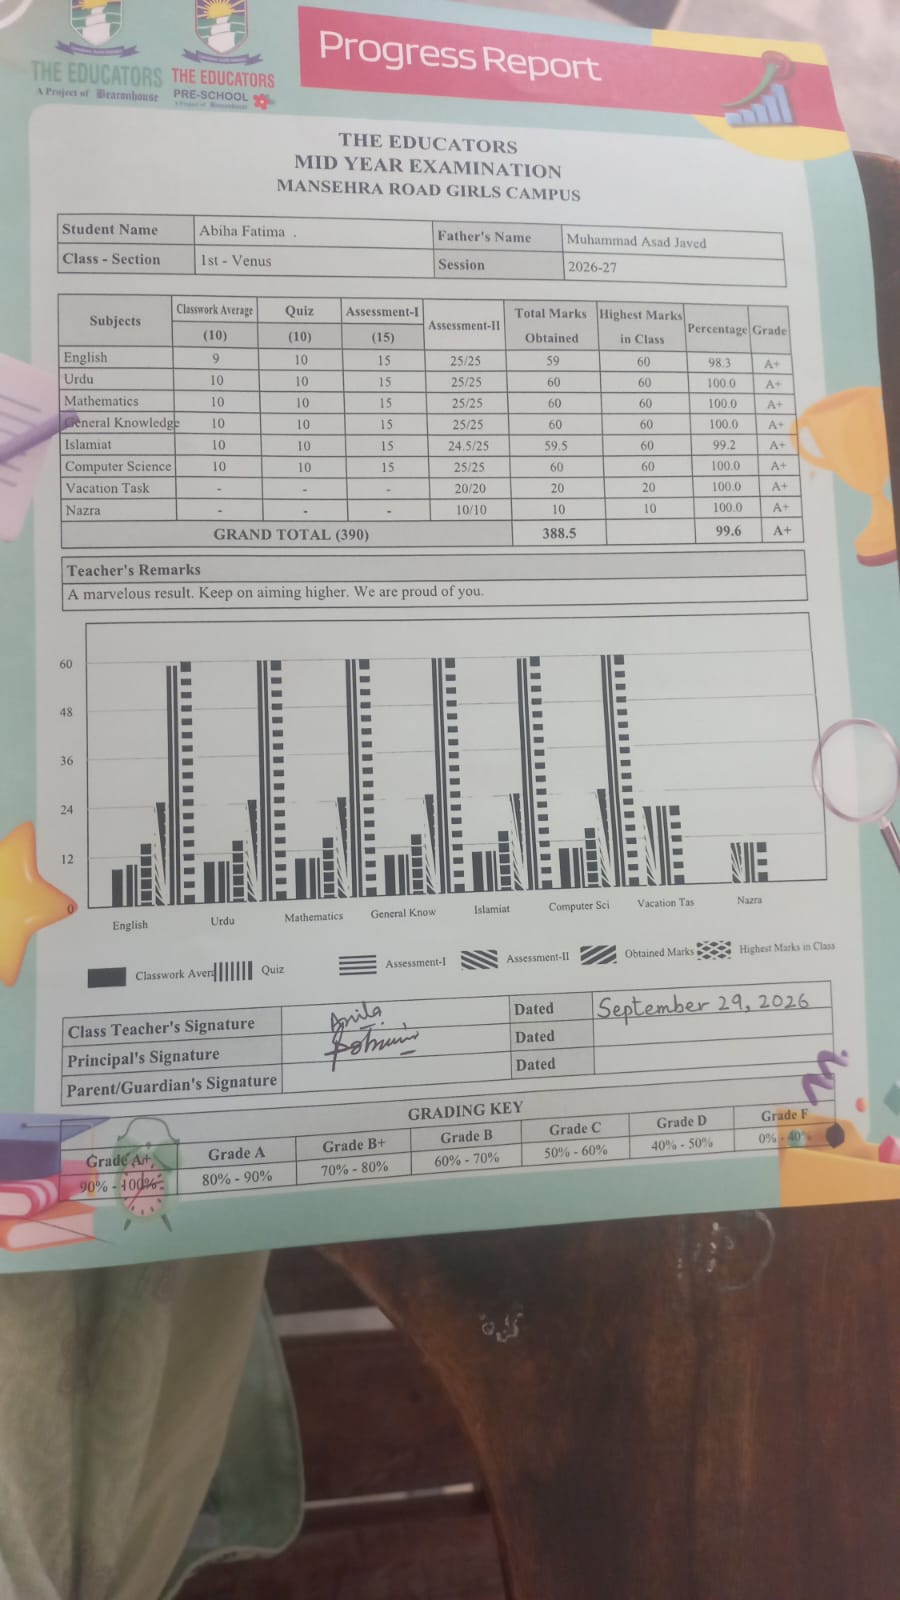 THE EDUCATORS
A Project of Beaconhouse
THE EDUCATORS
PRE-SCHOOL
A Project of Beaconhouse
Progress Report
THE EDUCATORS
MID YEAR EXAMINATION
MANSEHRA ROAD GIRLS CAMPUS
Student Name Abiha Fatima . Father's Name Muhammad Asad Javed
Class - Section 1st - Venus Session 2026-27
Subjects Classwork Average (10) Quiz (10) Assessment-I (15) Assessment-II Total Marks Obtained Highest Marks in Class Percentage Grade
English 9 10 15 25/25 59 60 98.3 A+
Urdu 10 10 15 25/25 60 60 100.0 A+
Mathematics 10 10 15 25/25 60 60 100.0 A+
General Knowledge 10 10 15 25/25 60 60 100.0 A+
Islamiat 10 10 15 24.5/25 59.5 60 99.2 A+
Computer Science 10 10 15 25/25 60 60 100.0 A+
Vacation Task - - - 20/20 20 20 100.0 A+
Nazra - - - 10/10 10 10 100.0 A+
GRAND TOTAL (390) 388.5 99.6 A+
Teacher's Remarks
A marvelous result. Keep on aiming higher. We are proud of you.
60
48
36
24
12
0
English Urdu Mathematics General Know Islamiat Computer Sci Vacation Tas Nazra
Classwork Avera Quiz Assessment-I Assessment-II Obtained Marks Highest Marks in Class
Class Teacher's Signature Anila Dated September 29, 2026
Principal's Signature Dated
Parent/Guardian's Signature Dated
GRADING KEY
Grade A+ Grade A Grade B+ Grade B Grade C Grade D Grade F
90% - 100% 80% - 90% 70% - 80% 60% - 70% 50% - 60% 40% - 50% 0% - 40%